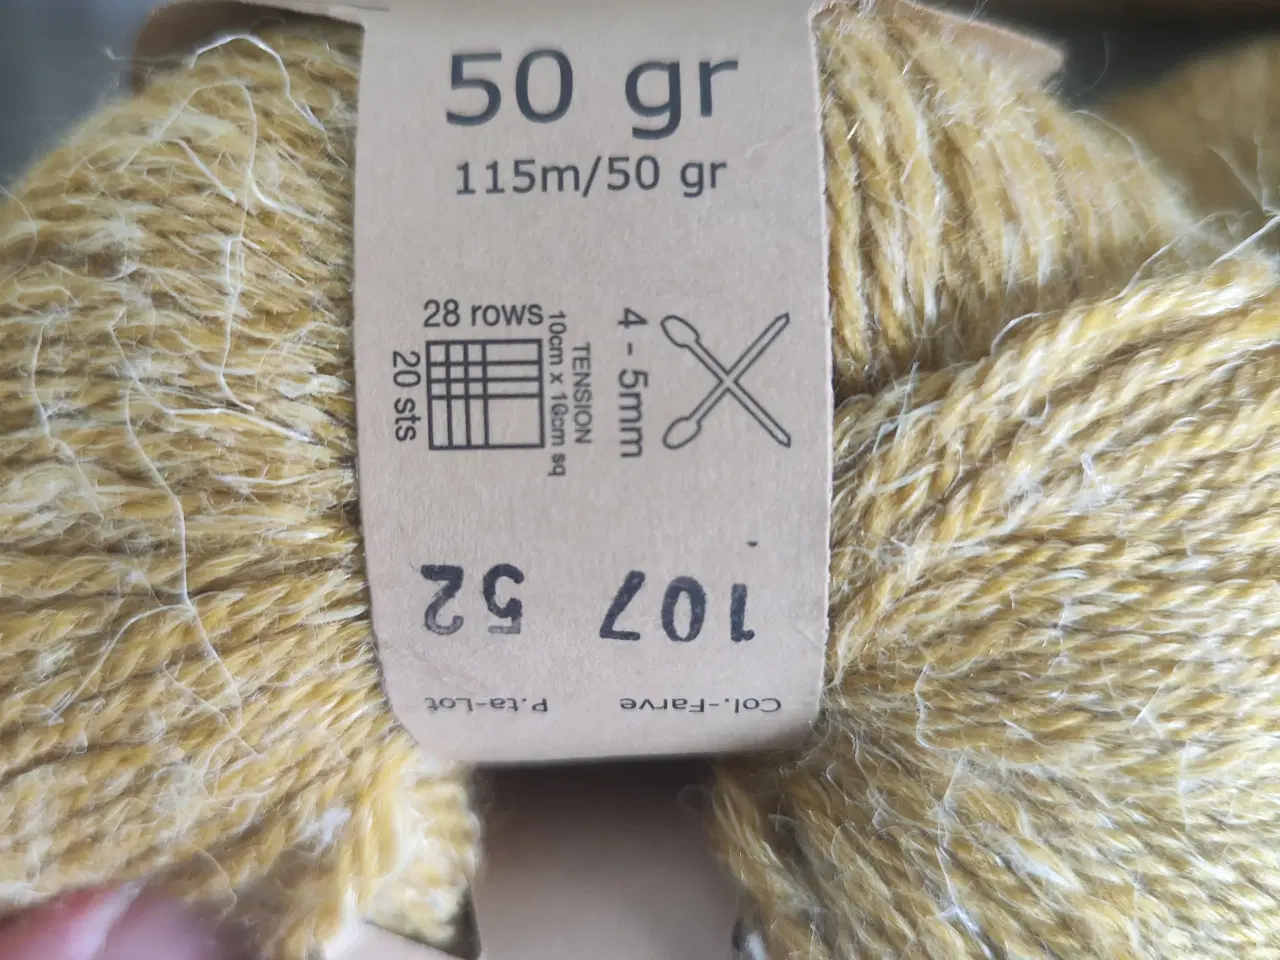 50 gr
115m/50 gr
28 rows
20 sts
TENSION
10cm x 10cm sq
4 - 5mm
Col.-Farve P.ta-Lot
107 52